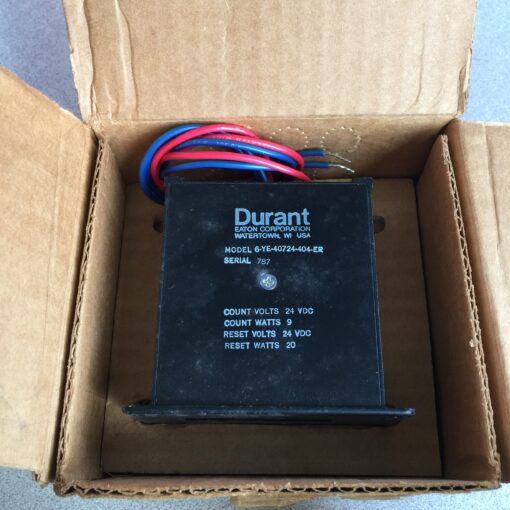 Durant
EATON CORPORATION
WATERTOWN, WI USA
MODEL 6-YE-40724-404-ER
SERIAL 787
COUNT VOLTS 24 VDC
COUNT WATTS 9
RESET VOLTS 24 VDC
RESET WATTS 20